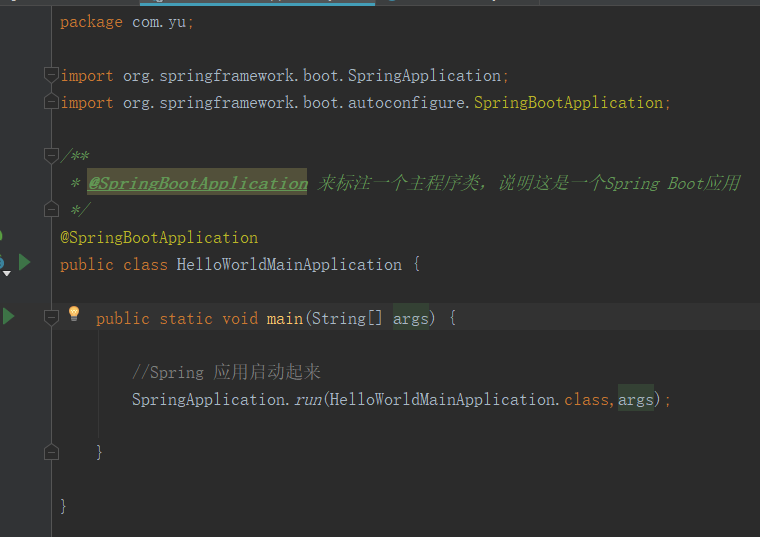 package com.yu;
import org.springframework.boot.SpringApplication;
import org.springframework.boot.autoconfigure.SpringBootApplication;
/**
* @SpringBootApplication 来标注一个主程序类，说明这是一个Spring Boot应用
*/
@SpringBootApplication
public class HelloWorldMainApplication {
public static void main(String[] args) {
//Spring 应用启动起来
SpringApplication.run(HelloWorldMainApplication.class,args);
}
}